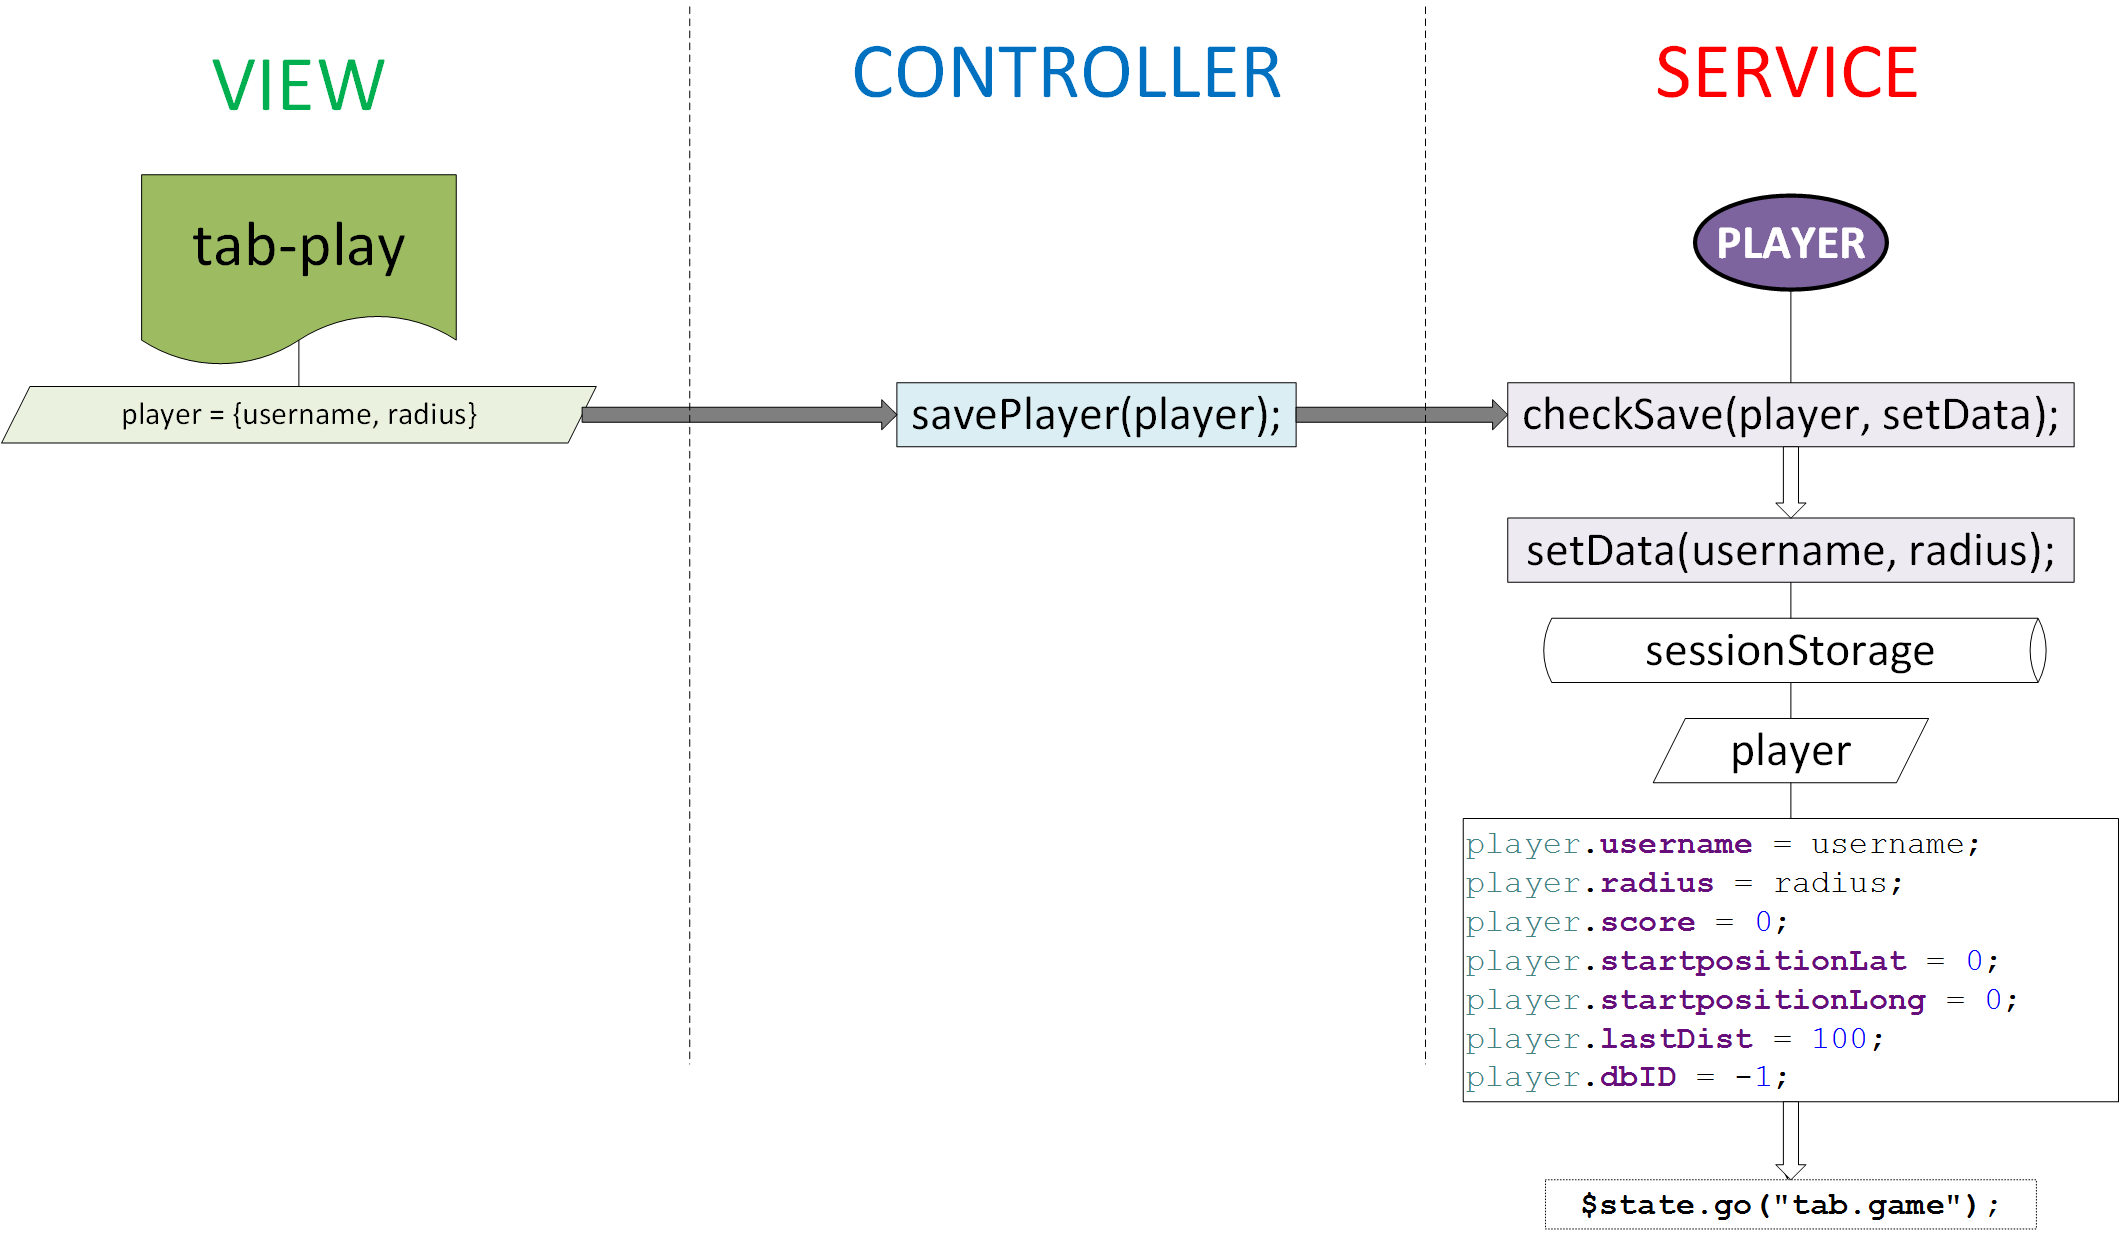 VIEW
CONTROLLER
SERVICE
tab-play
PLAYER
player = {username, radius}
savePlayer(player);
checkSave(player, setData);
setData(username, radius);
sessionStorage
player
player.username = username;
player.radius = radius;
player.score = 0;
player.startpositionLat = 0;
player.startpositionLong = 0;
player.lastDist = 100;
player.dbID = -1;
$state.go("tab.game");